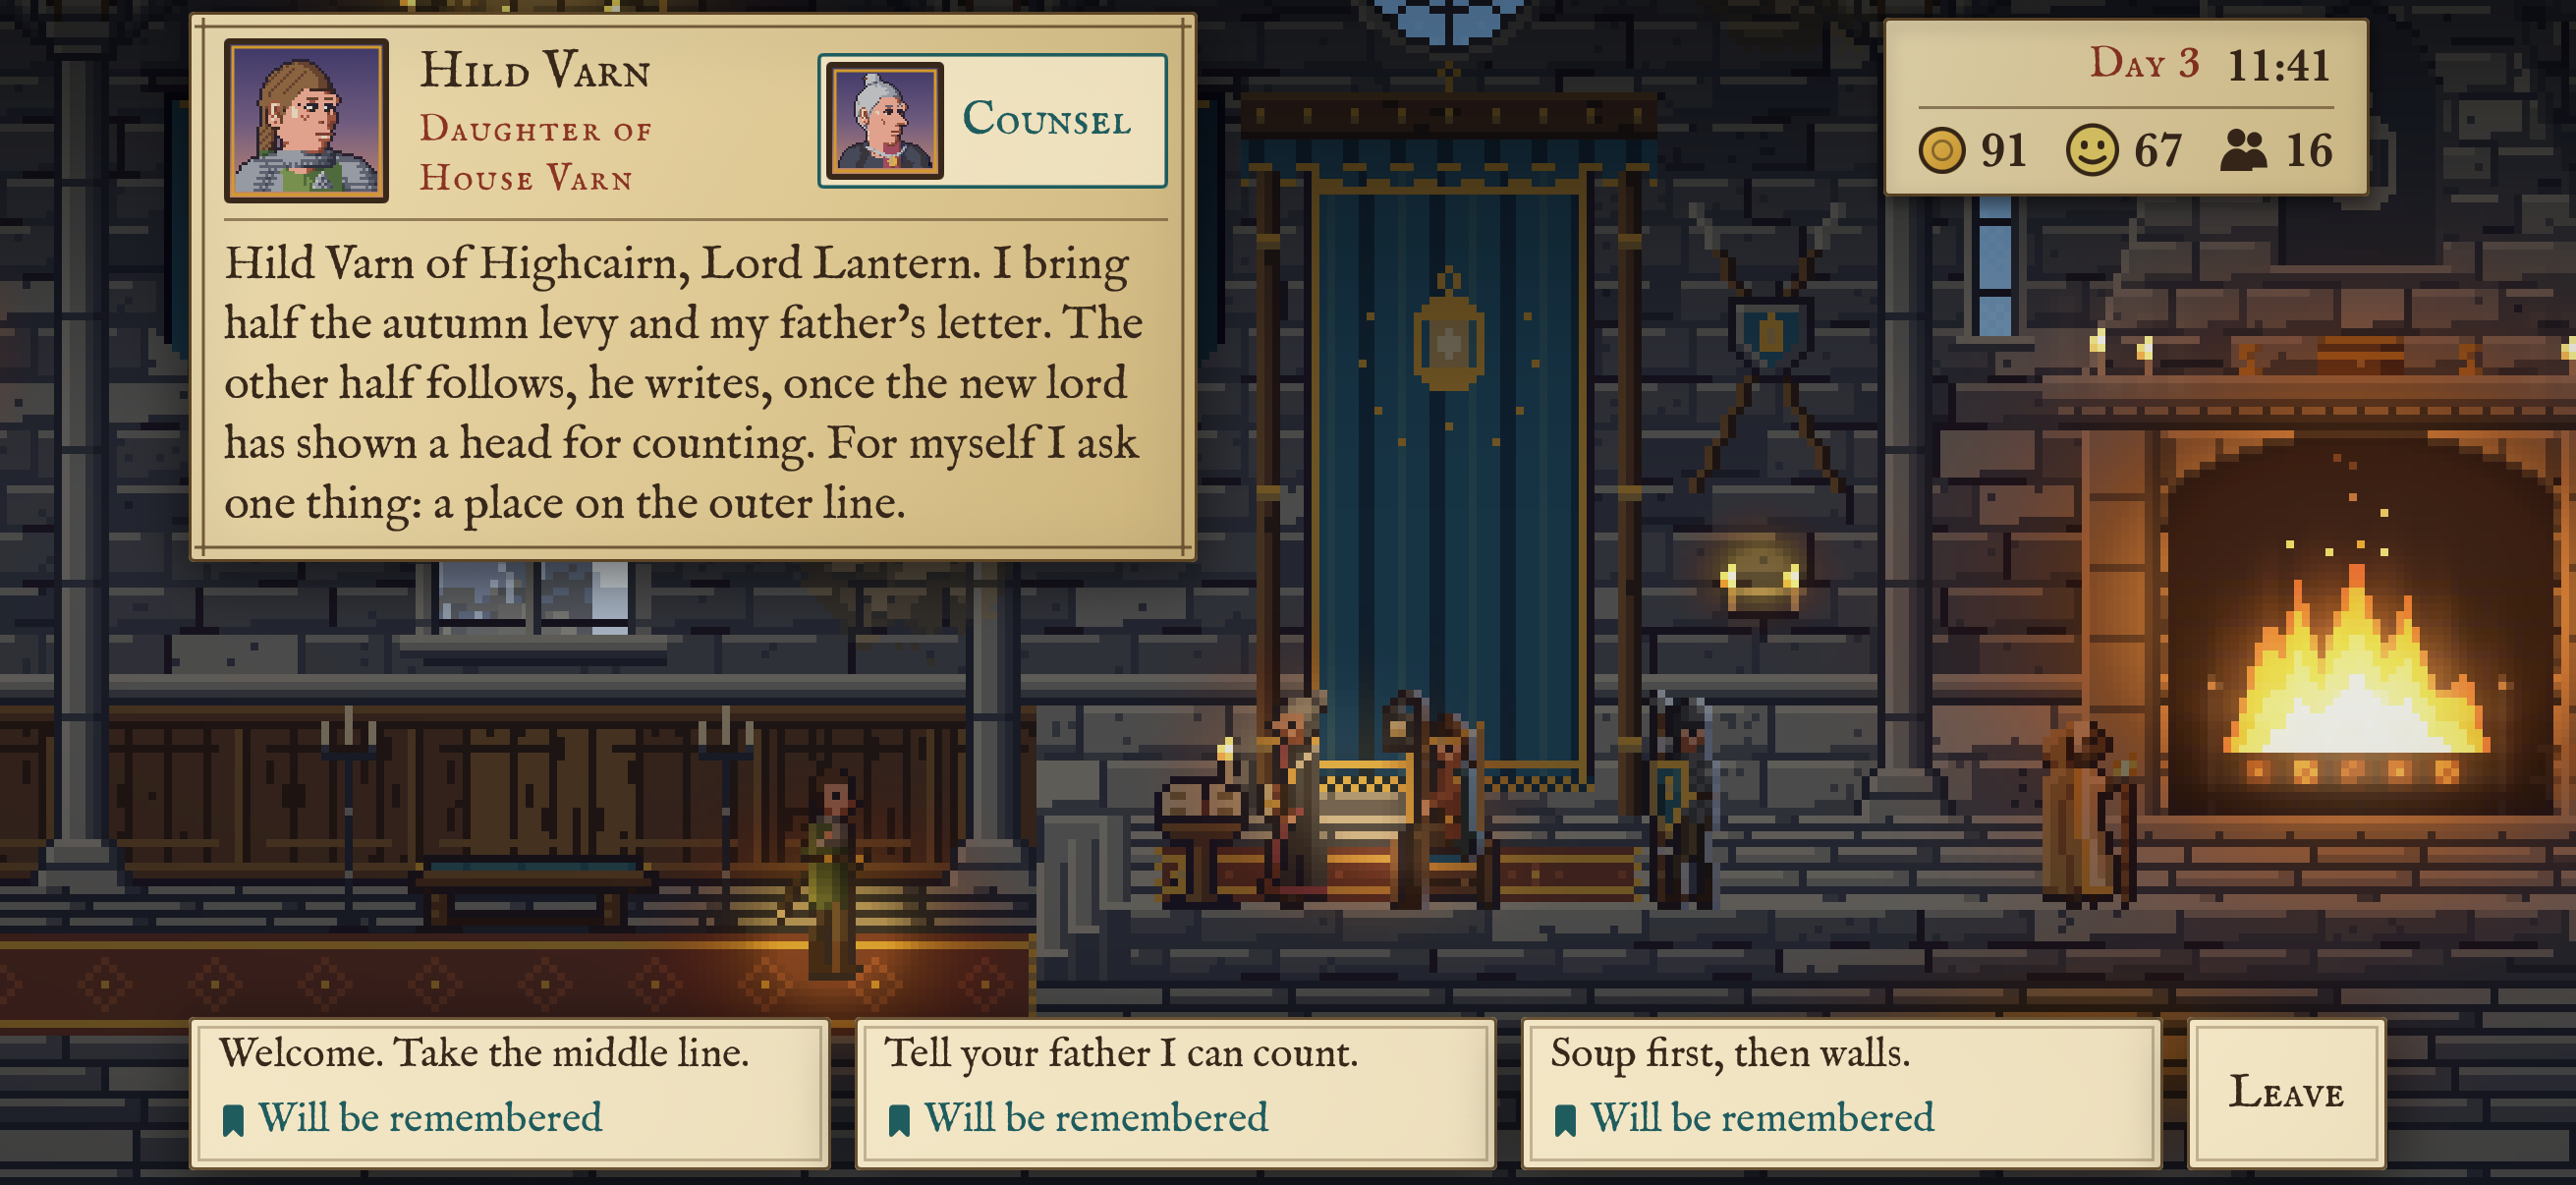 Hild Varn
Daughter of
House Varn
Counsel
Hild Varn of Highcairn, Lord Lantern. I bring
half the autumn levy and my father’s letter. The
other half follows, he writes, once the new lord
has shown a head for counting. For myself I ask
one thing: a place on the outer line.
Day 3 11:41
91 67 16
Welcome. Take the middle line.
Will be remembered
Tell your father I can count.
Will be remembered
Soup first, then walls.
Will be remembered
Leave